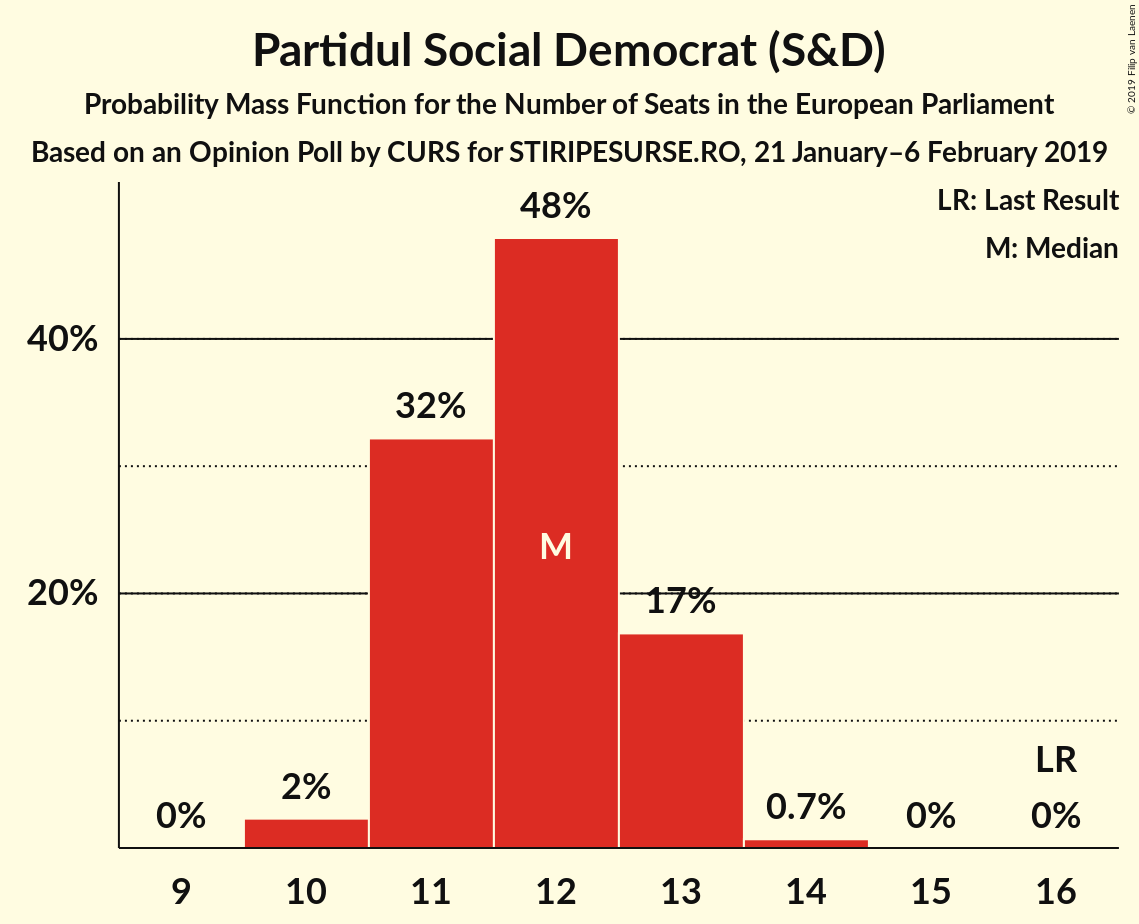 Partidul Social Democrat (S&D)
Probability Mass Function for the Number of Seats in the European Parliament
Based on an Opinion Poll by CURS for STIRIPESURSE.RO, 21 January–6 February 2019
© 2019 Filip van Laenen
LR: Last Result
M: Median
48%
40%
32%
M
20%
17%
LR
0%
2%
0.7%
0%
0%
9 10 11 12 13 14 15 16